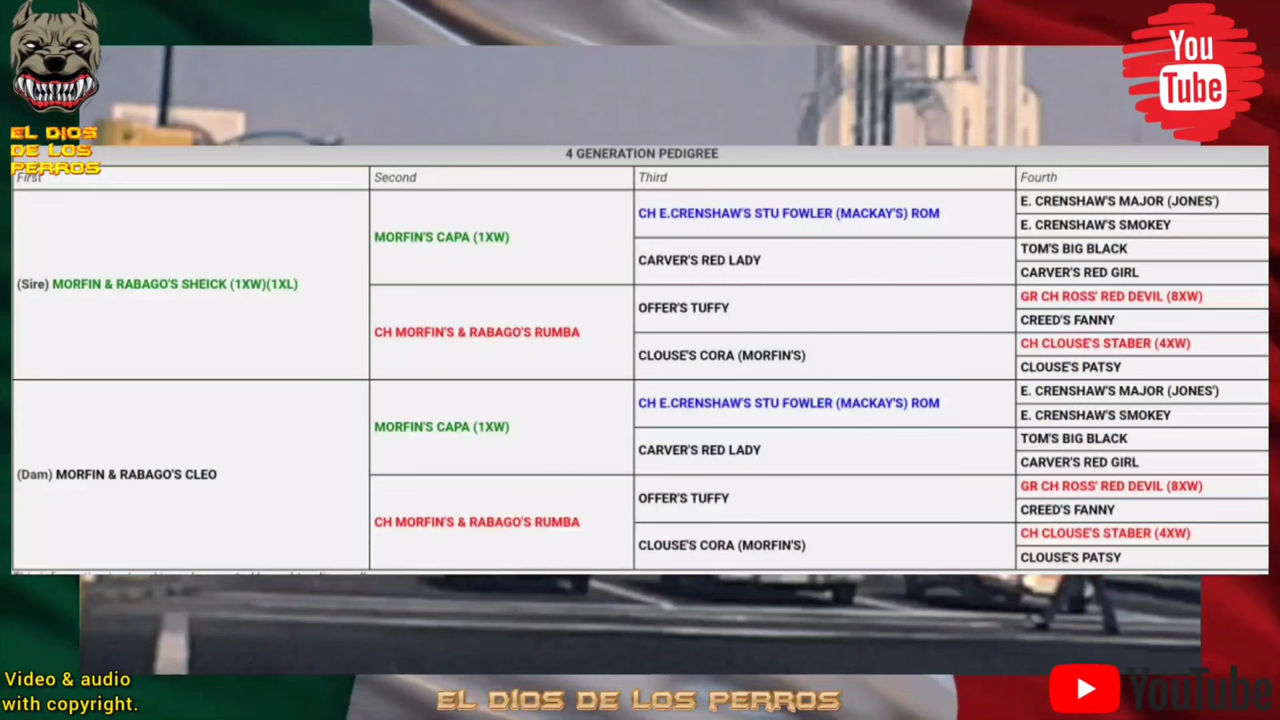 EL DIOS
DE LOS
PERROS
You
Tube
4 GENERATION PEDIGREE
First
Second
Third
Fourth
(Sire) MORFIN & RABAGO'S SHEICK (1XW)(1XL)
MORFIN'S CAPA (1XW)
CH E.CRENSHAW'S STU FOWLER (MACKAY'S) ROM
E. CRENSHAW'S MAJOR (JONES')
E. CRENSHAW'S SMOKEY
CARVER'S RED LADY
TOM'S BIG BLACK
CARVER'S RED GIRL
CH MORFIN'S & RABAGO'S RUMBA
OFFER'S TUFFY
GR CH ROSS' RED DEVIL (8XW)
CREED'S FANNY
CLOUSE'S CORA (MORFIN'S)
CH CLOUSE'S STABER (4XW)
CLOUSE'S PATSY
(Dam) MORFIN & RABAGO'S CLEO
MORFIN'S CAPA (1XW)
CH E.CRENSHAW'S STU FOWLER (MACKAY'S) ROM
E. CRENSHAW'S MAJOR (JONES')
E. CRENSHAW'S SMOKEY
CARVER'S RED LADY
TOM'S BIG BLACK
CARVER'S RED GIRL
CH MORFIN'S & RABAGO'S RUMBA
OFFER'S TUFFY
GR CH ROSS' RED DEVIL (8XW)
CREED'S FANNY
CLOUSE'S CORA (MORFIN'S)
CH CLOUSE'S STABER (4XW)
CLOUSE'S PATSY
Video & audio
with copyright.
EL DIOS DE LOS PERROS
YouTube